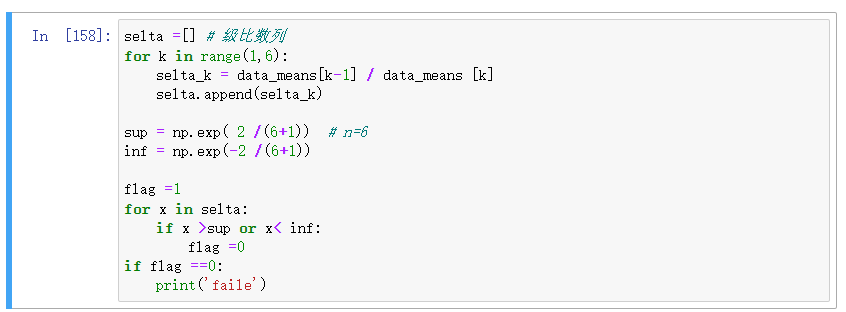 In [158]: selta =[] # 级比数列
for k in range(1,6):
    selta_k = data_means[k-1] / data_means [k]
    selta.append(selta_k)

sup = np.exp( 2 /(6+1))  # n=6
inf = np.exp(-2 /(6+1))

flag =1
for x in selta:
    if x >sup or x< inf:
        flag =0
if flag ==0:
    print('faile')